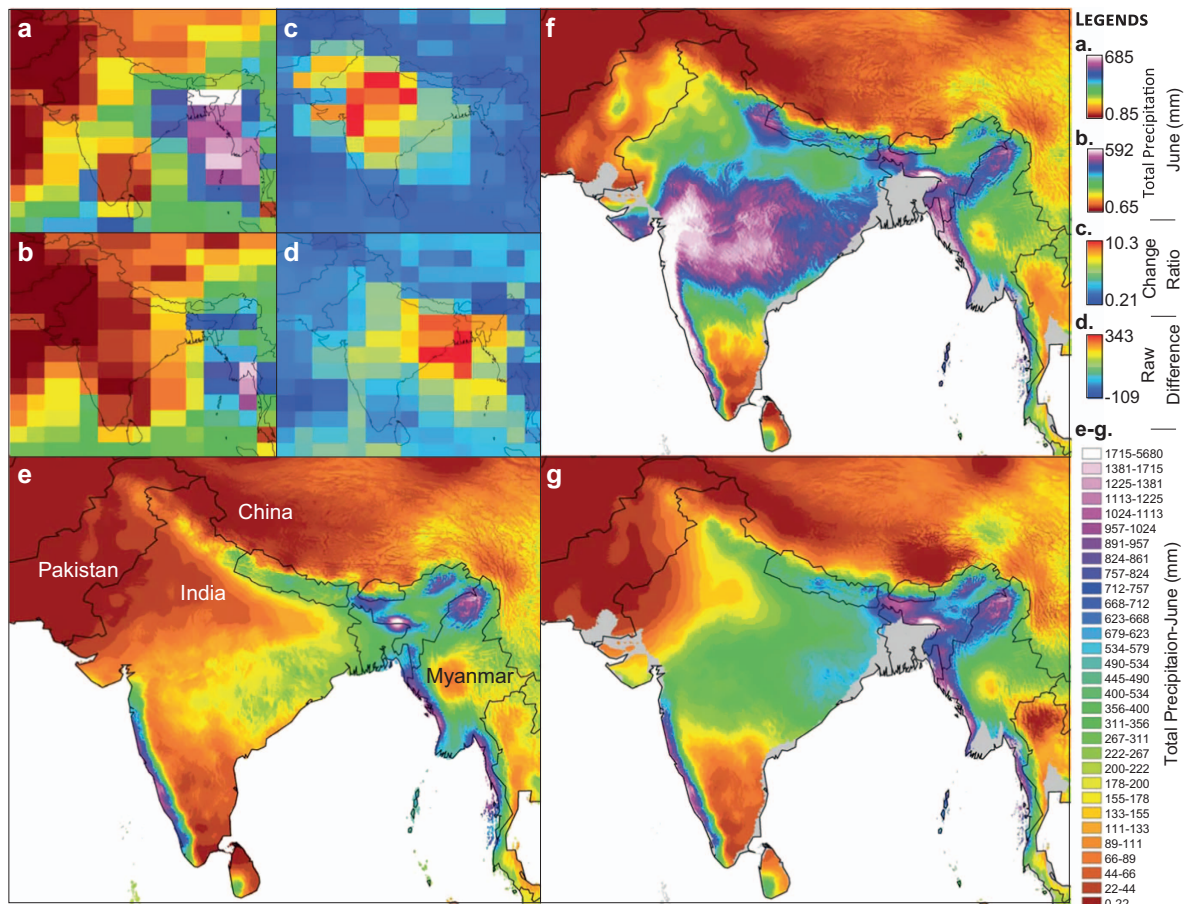 a
c
f
b
d
e
China
Pakistan
India
Myanmar
g
LEGENDS
a.
685
0.85
b.
592
0.65
Total Precipitation
June (mm)
c.
10.3
0.21
Change
Ratio
d.
343
-109
Raw
Difference
e-g.
1715-5680
1381-1715
1225-1381
1113-1225
1024-1113
957-1024
891-957
824-861
757-824
712-757
668-712
623-668
679-623
534-579
490-534
445-490
400-534
356-400
311-356
267-311
222-267
200-222
178-200
155-178
133-155
111-133
89-111
66-89
44-66
22-44
0-22
Total Precipitaion-June (mm)